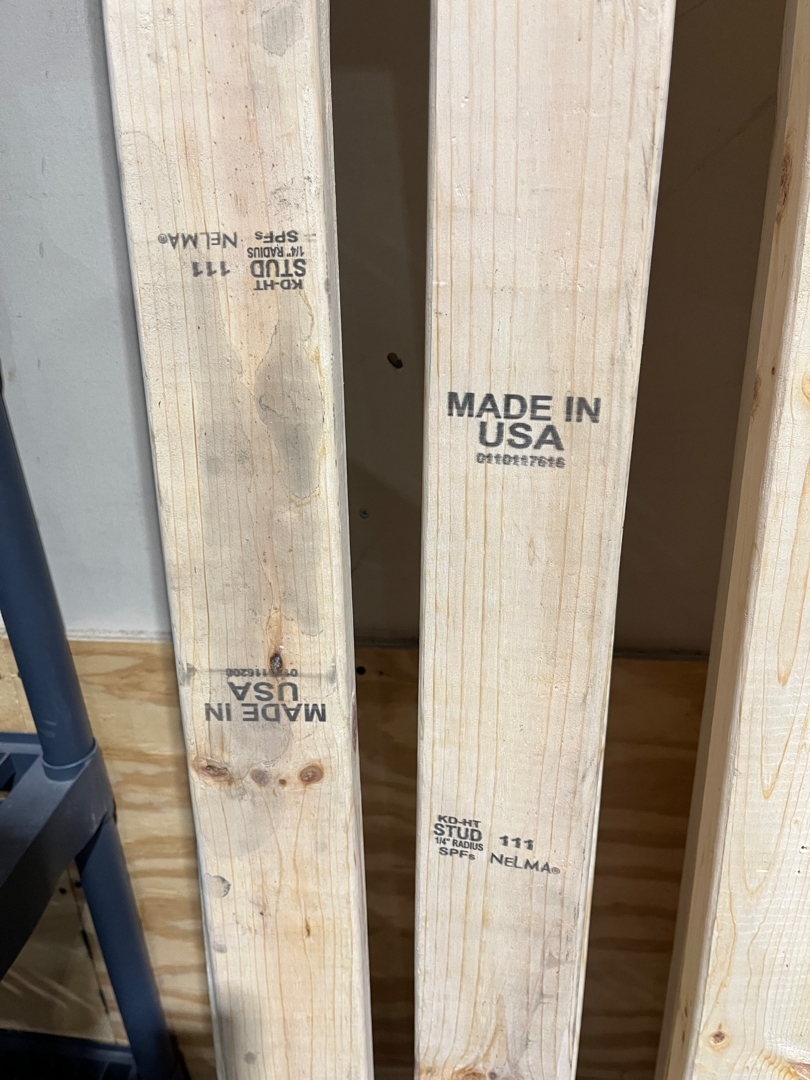 KD-HT
STUD 111
1/4" RADIUS
SPFs NELMA®
MADE IN
USA
MADE IN
USA
0110117616
KD-HT
STUD 111
1/4" RADIUS
SPFs NELMA®